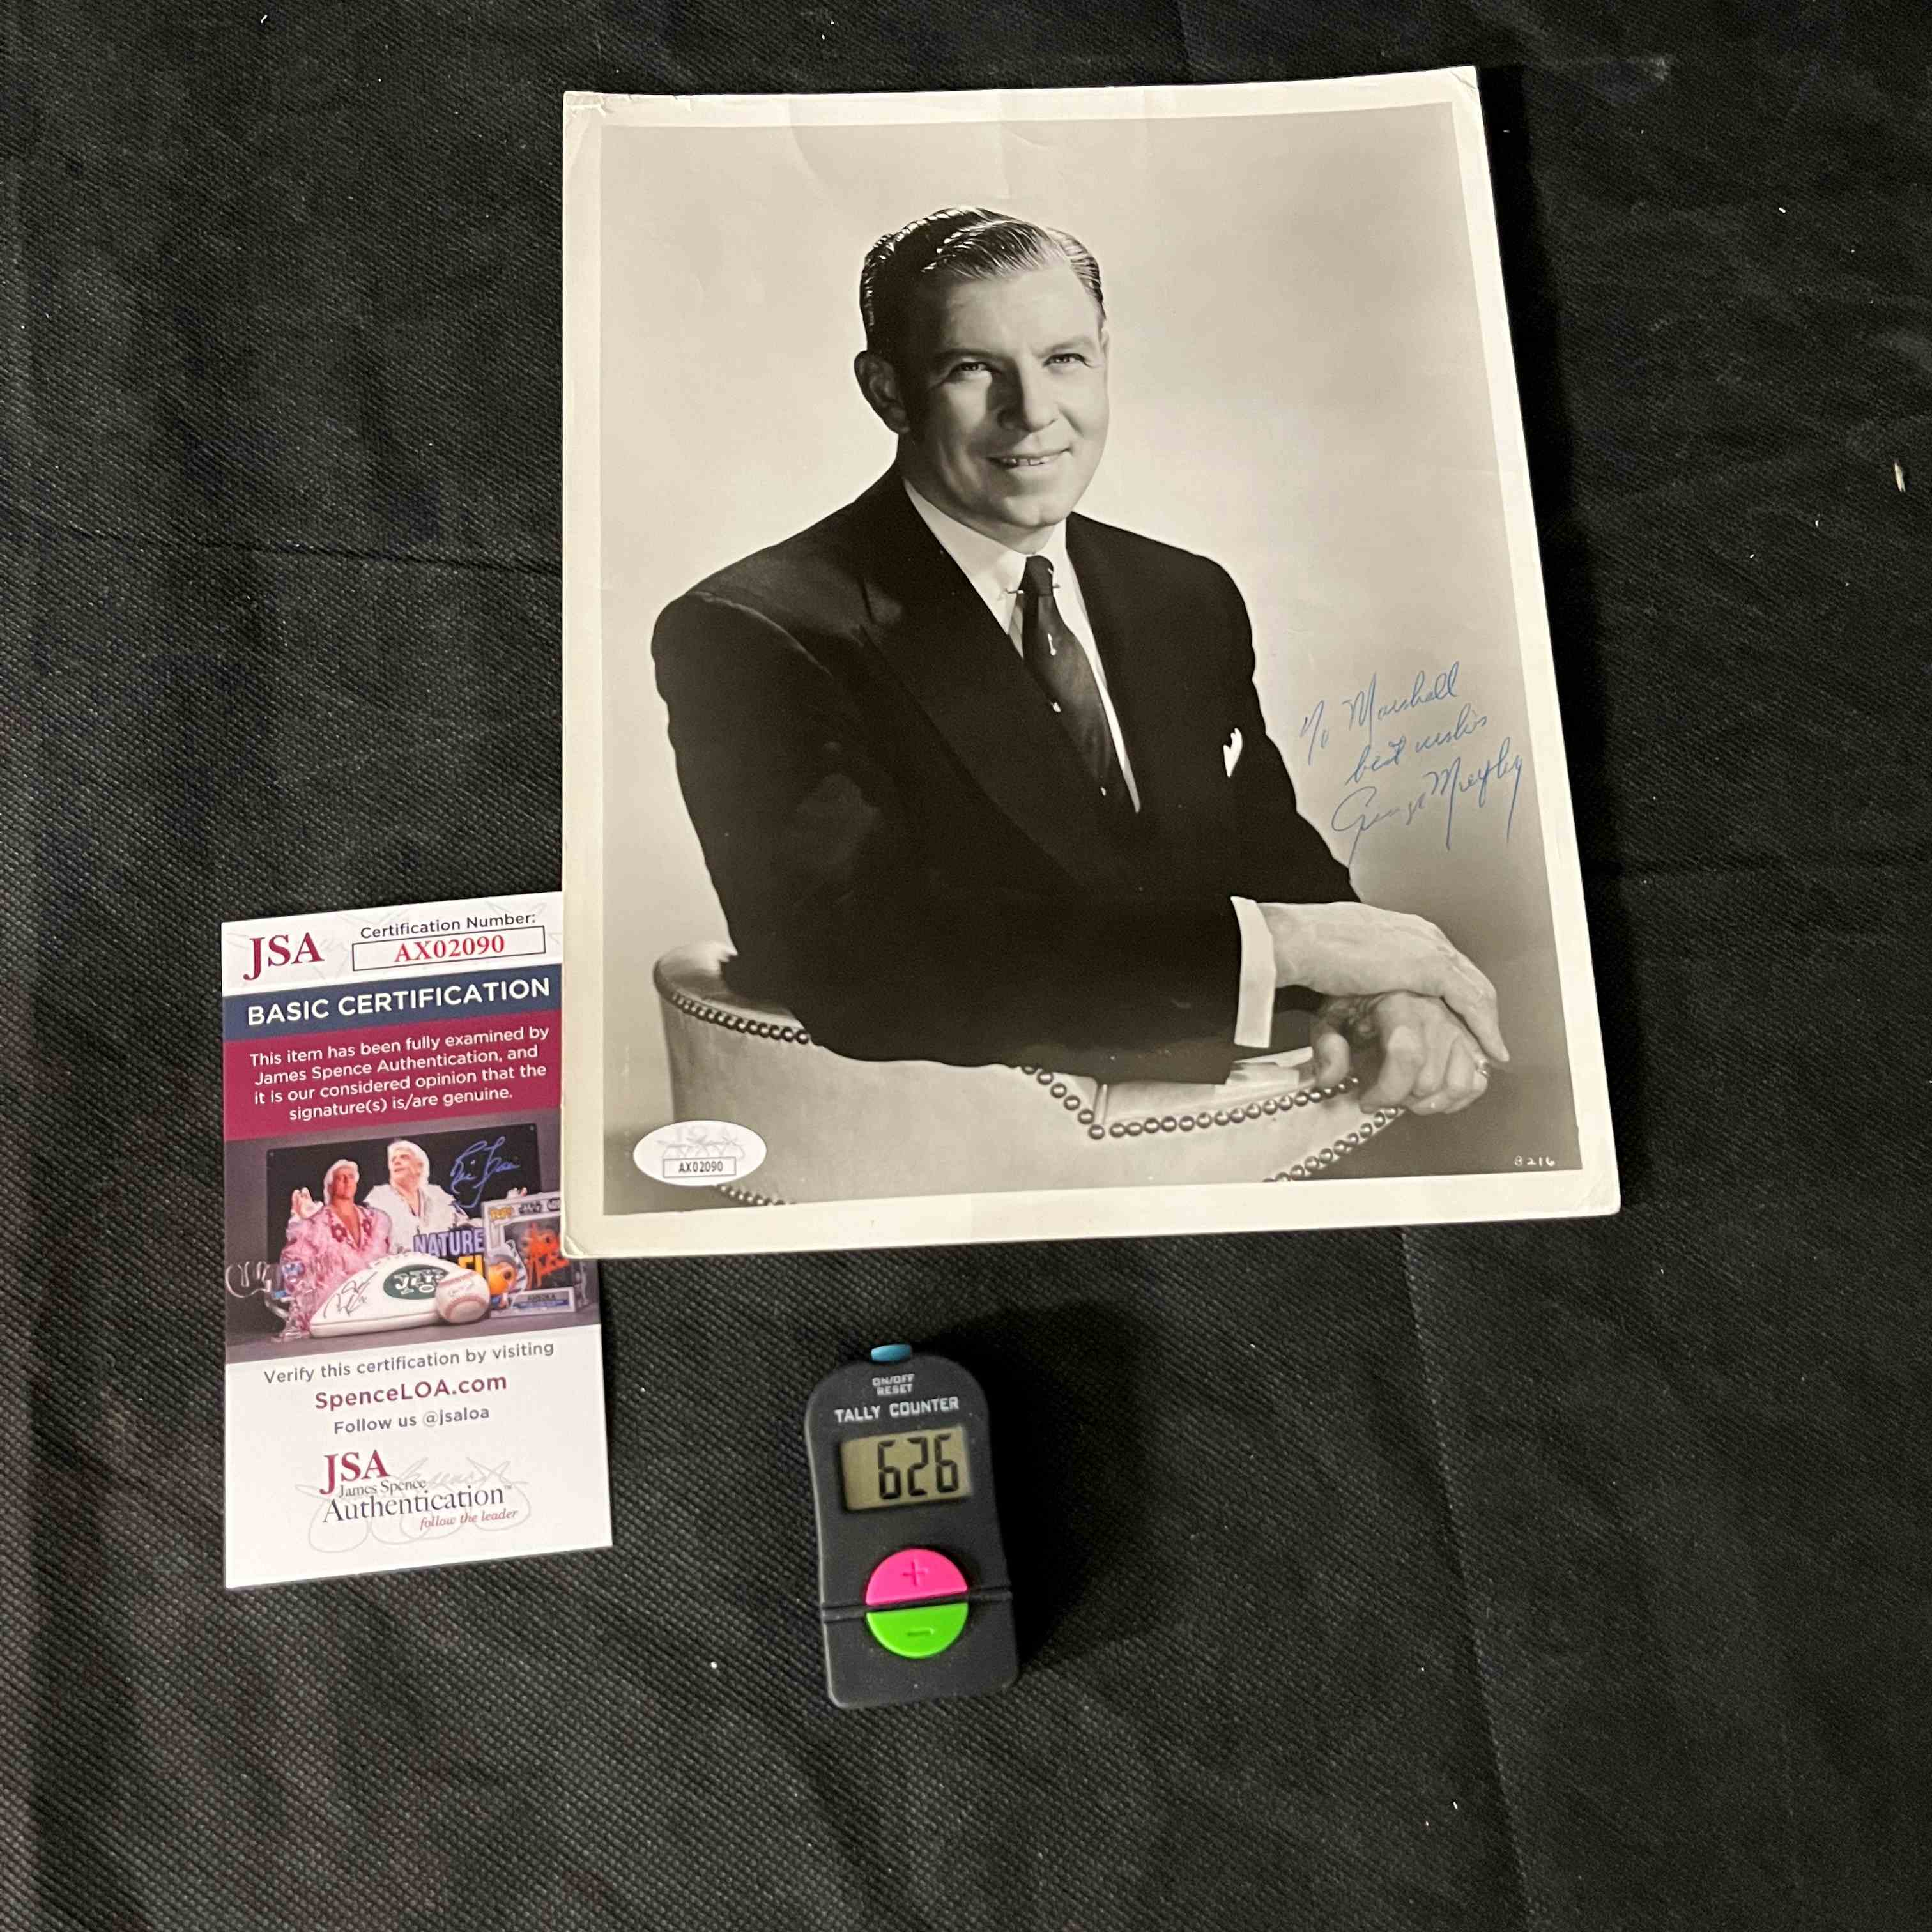 To Marshall
best wishes
George
AX02090
8216
JSA
Certification Number:
AX02090
BASIC CERTIFICATION
This item has been fully examined by
James Spence Authentication, and
it is our considered opinion that the
signature(s) is/are genuine.
NATURE
JETS
Verify this certification by visiting
SpenceLOA.com
Follow us @jsaloa
JSA
James Spence
Authentication™
follow the leader
ON/OFF
RESET
TALLY COUNTER
626
+
-